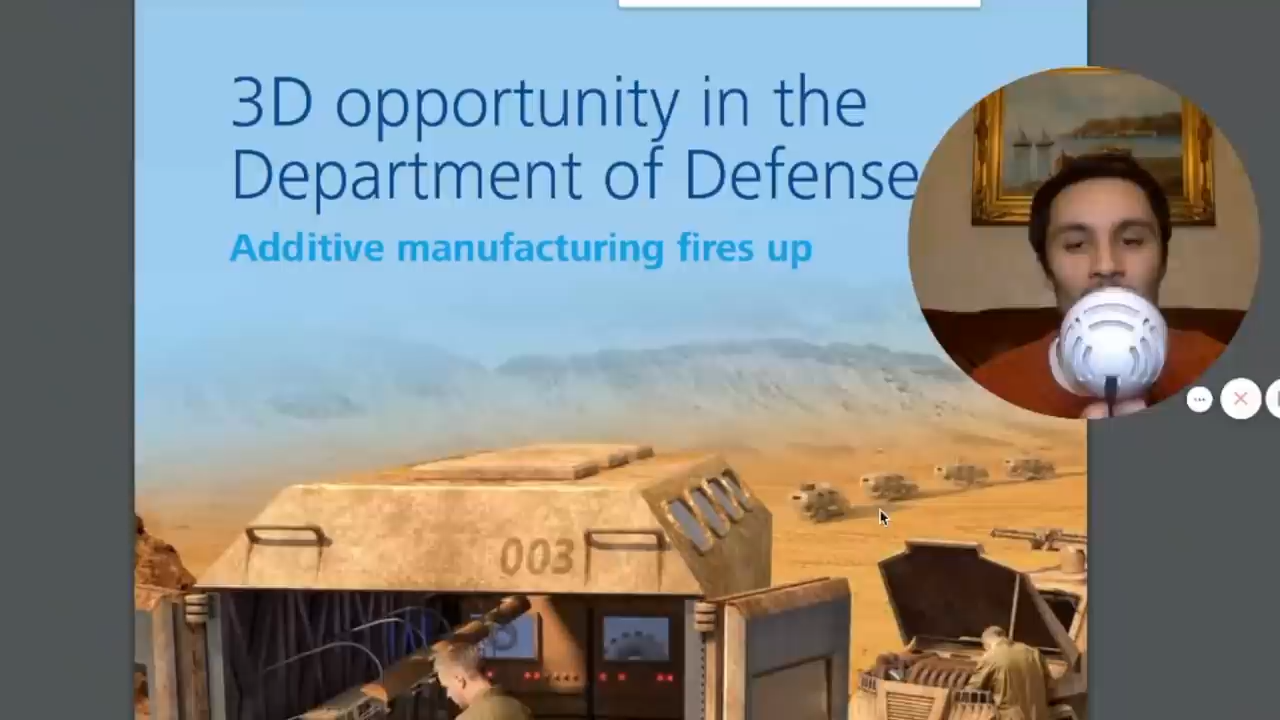 3D opportunity in the
Department of Defense
Additive manufacturing fires up
003